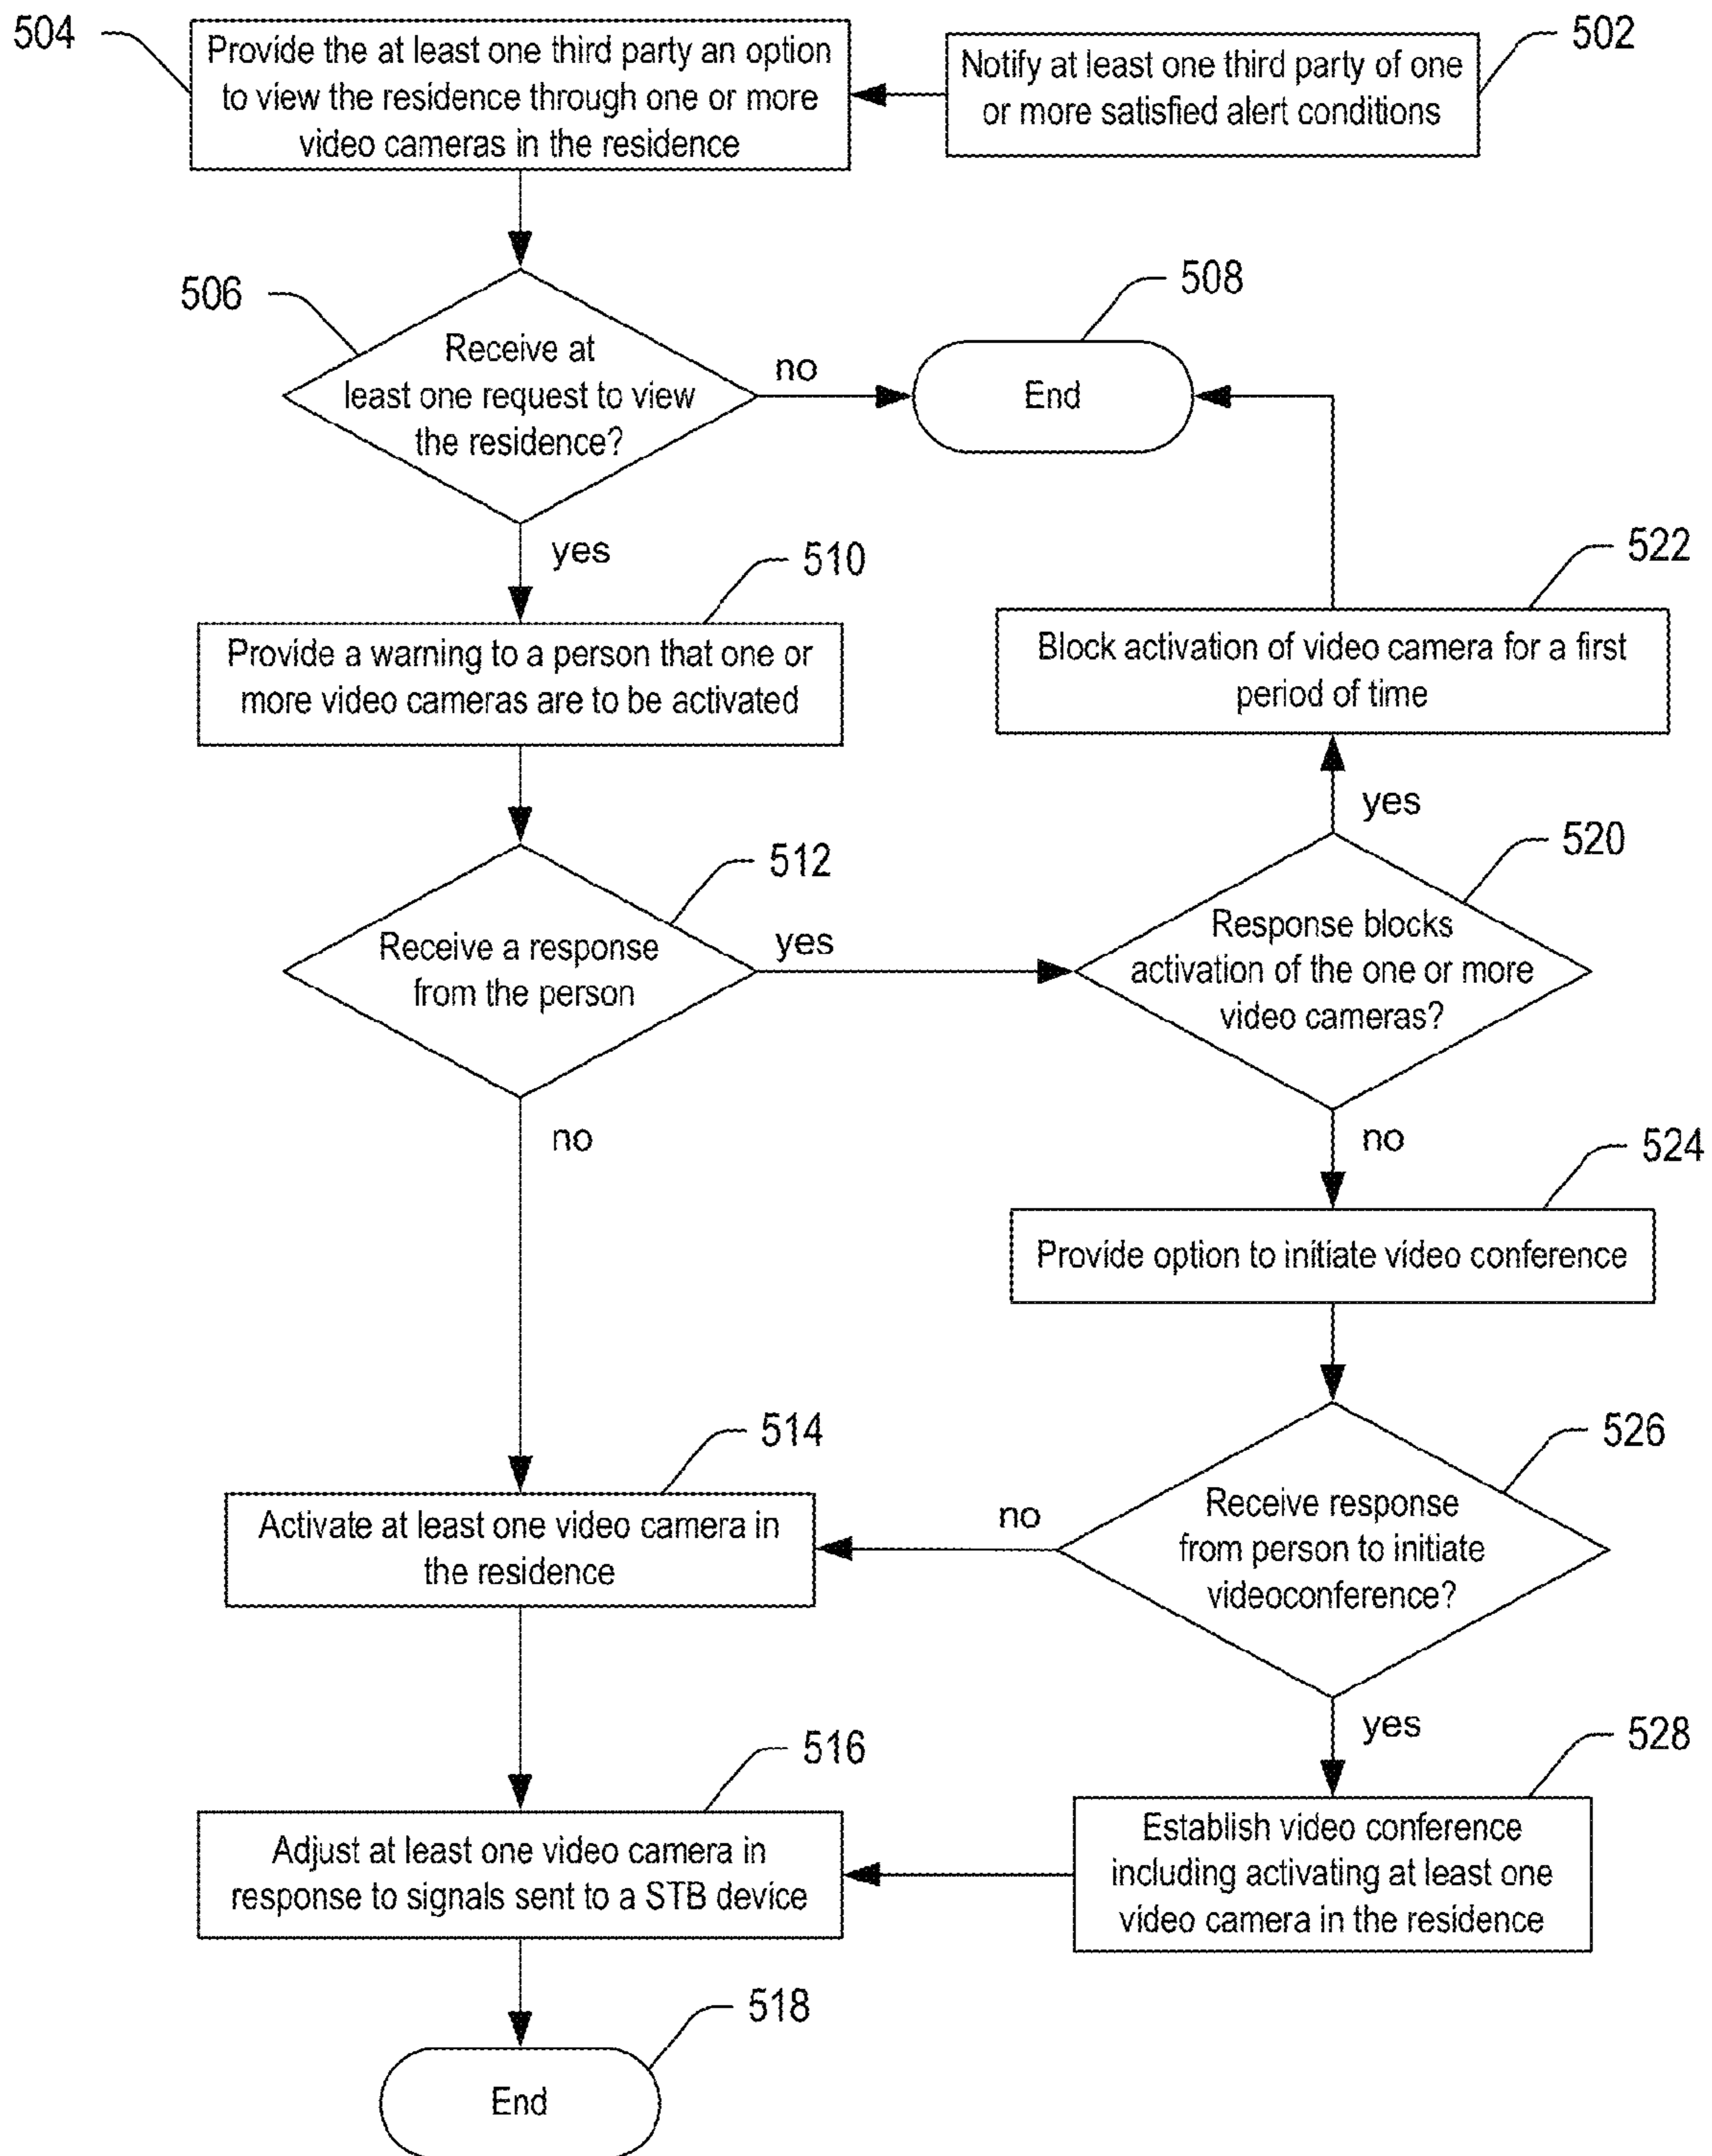 504
Provide the at least one third party an option
to view the residence through one or more
video cameras in the residence
502
Notify at least one third party of one
or more satisfied alert conditions
506
Receive at
least one request to view
the residence?
no
508
End
yes
510
Provide a warning to a person that one or
more video cameras are to be activated
522
Block activation of video camera for a first
period of time
yes
512
Receive a response
from the person
yes
520
Response blocks
activation of the one or more
video cameras?
no
no
524
Provide option to initiate video conference
514
Activate at least one video camera in
the residence
no
526
Receive response
from person to initiate
videoconference?
yes
516
Adjust at least one video camera in
response to signals sent to a STB device
528
Establish video conference
including activating at least one
video camera in the residence
518
End